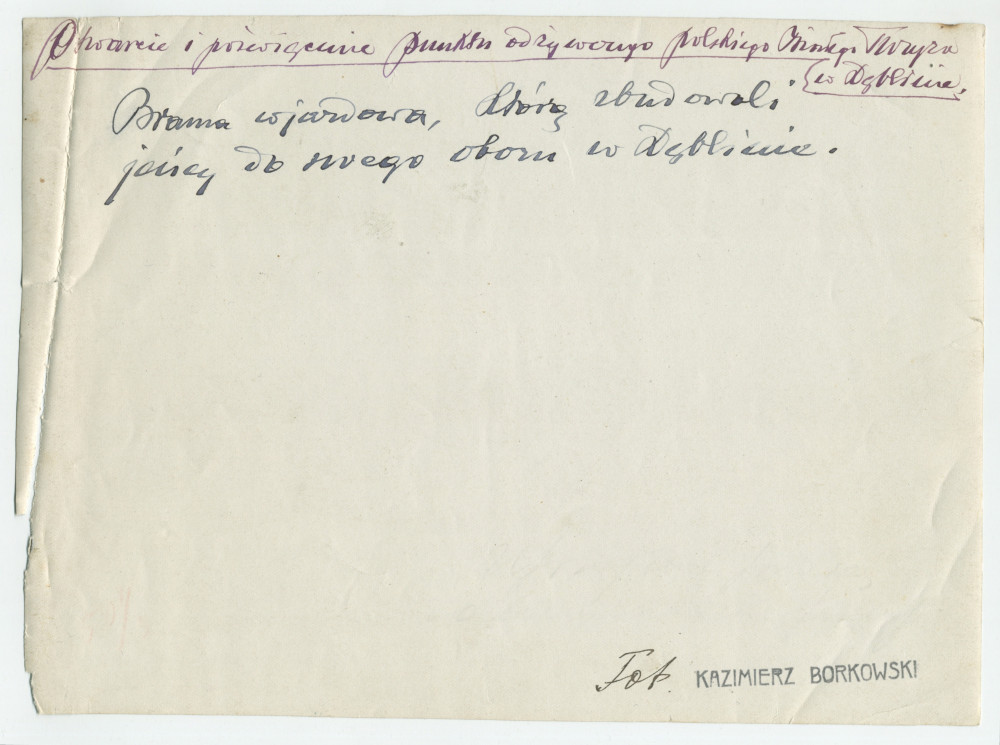 Otwarcie i poświęcenie punktu odżywczego polskiego Białego Krzyża
w Dęblinie.
Brama wjazdowa, którą zbudowali
jeńcy do swego obozu w Dęblinie.
Fot. KAZIMIERZ BORKOWSKI